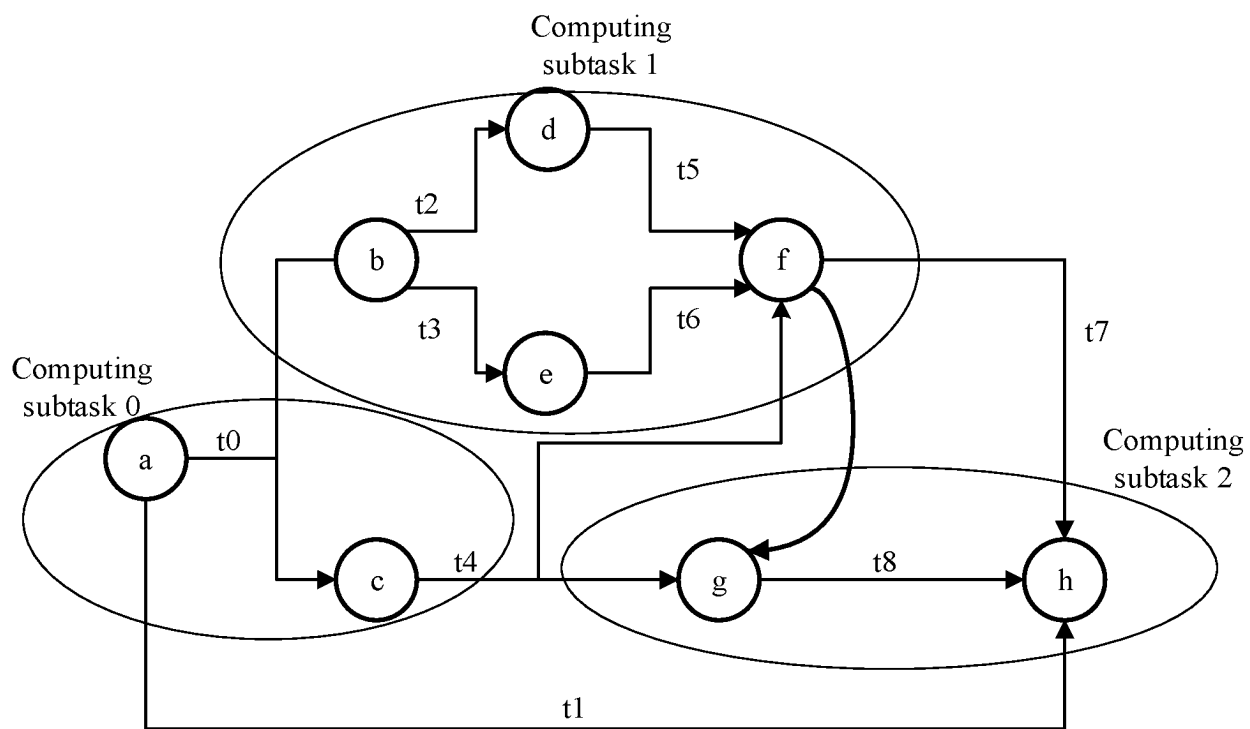 Computing
subtask 1
d
t2
t5
b
f
t3
t6
e
t7
Computing
subtask 0
a
t0
Computing
subtask 2
c
t4
g
t8
h
t1